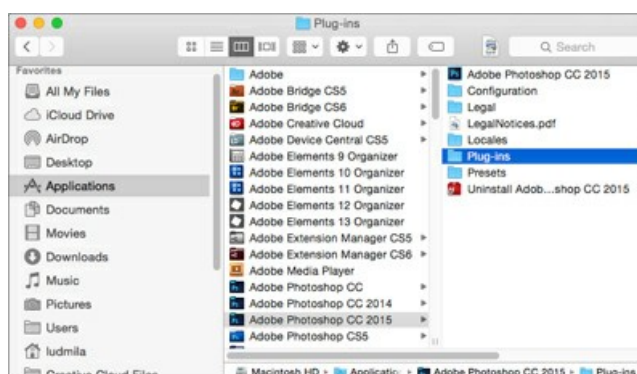 Plug-ins
Search
Favorites
All My Files
iCloud Drive
AirDrop
Desktop
Applications
Documents
Movies
Downloads
Music
Pictures
Users
ludmila
Creative Cloud Files
Adobe
Adobe Bridge CS5
Adobe Bridge CS6
Adobe Creative Cloud
Adobe Device Central CS5
Adobe Elements 9 Organizer
Adobe Elements 10 Organizer
Adobe Elements 11 Organizer
Adobe Elements 12 Organizer
Adobe Elements 13 Organizer
Adobe Extension Manager CS5
Adobe Extension Manager CS6
Adobe Media Player
Adobe Photoshop CC
Adobe Photoshop CC 2014
Adobe Photoshop CC 2015
Adobe Photoshop CS5
Adobe Photoshop CC 2015
Configuration
Legal
LegalNotices.pdf
Locales
Plug-ins
Presets
Uninstall Adob...shop CC 2015
Macintosh HD Applicatic Adobe Photoshop CC 2015 Plug-ins